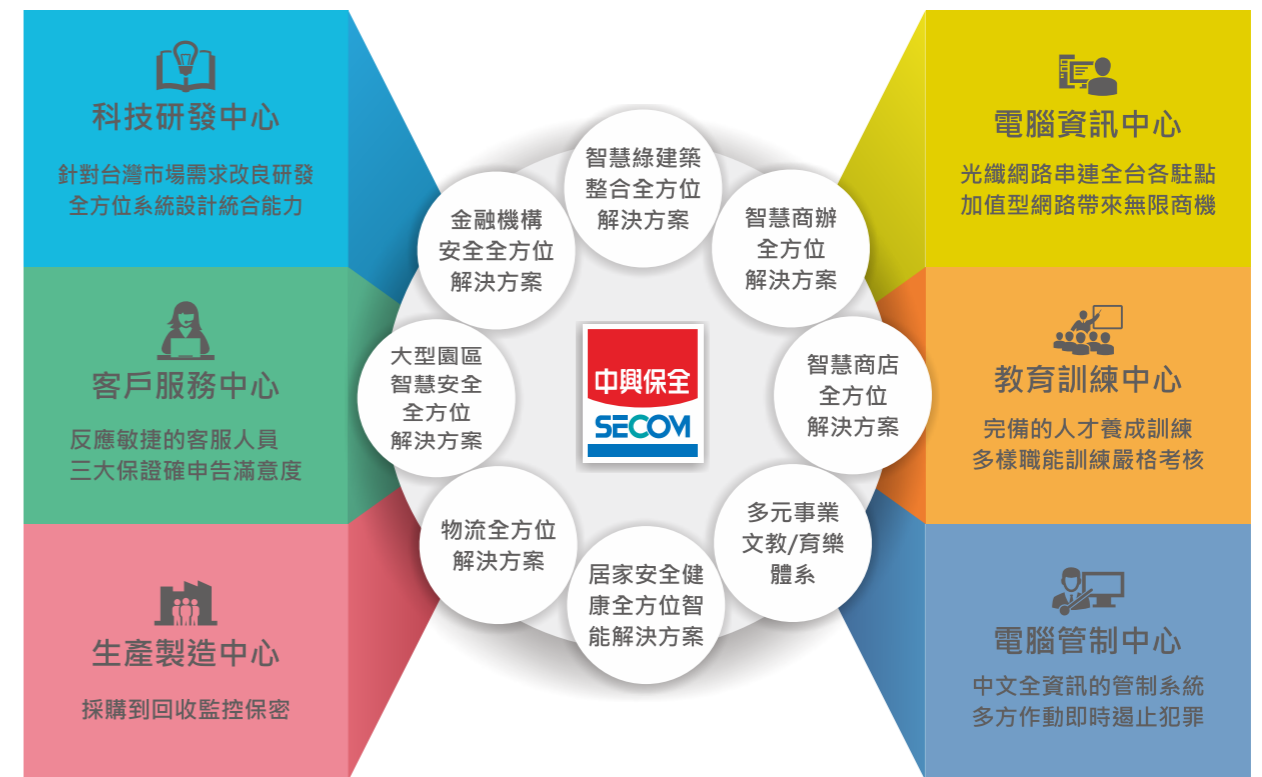 科技研發中心
針對台灣市場需求改良研發
全方位系統設計統合能力
客戶服務中心
反應敏捷的客服人員
三大保證確申告滿意度
生產製造中心
採購到回收監控保密
智慧綠建築
整合全方位
解決方案
智慧商辦
全方位
解決方案
智慧商店
全方位
解決方案
多元事業
文教/育樂
體系
居家安全健
康全方位智
能解決方案
物流全方位
解決方案
大型園區
智慧安全
全方位
解決方案
金融機構
安全全方位
解決方案
中興保全
SECOM
電腦資訊中心
光纖網路串連全台各駐點
加值型網路帶來無限商機
教育訓練中心
完備的人才養成訓練
多樣職能訓練嚴格考核
電腦管制中心
中文全資訊的管制系統
多方作動即時遏止犯罪